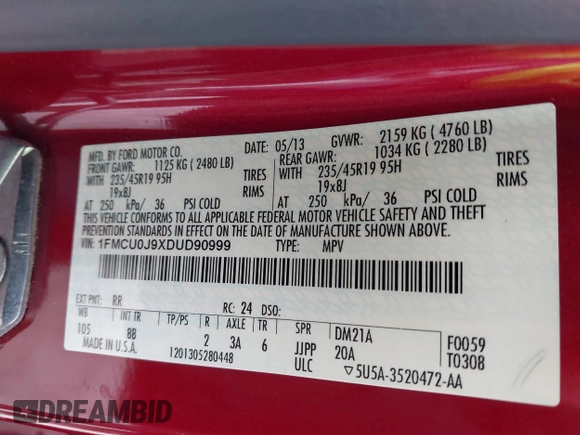 MFD. BY FORD MOTOR CO.
DATE: 05/13 GVWR: 2159 KG ( 4760 LB)
FRONT GAWR: 1125 KG ( 2480 LB) REAR GAWR: 1034 KG ( 2280 LB)
WITH 235/45R19 95H TIRES WITH 235/45R19 95H TIRES
19x8J RIMS 19x8J RIMS
AT 250 kPa/ 36 PSI COLD AT 250 kPa/ 36 PSI COLD
THIS VEHICLE CONFORMS TO ALL APPLICABLE FEDERAL MOTOR VEHICLE SAFETY AND THEFT
PREVENTION STANDARDS IN EFFECT ON THE DATE OF MANUFACTURE SHOWN ABOVE.
VIN: 1FMCU0J9XDUD90999 TYPE: MPV
EXT PNT: RR RC: 24 DSO:
WB INT TR TP/PS R AXLE TR SPR DM21A F0059
105 8B 2 3A 6 JJPP 20A T0308
MADE IN U.S.A. 1201305280448 ULC ▽5U5A-3520472-AA
DREAMBID